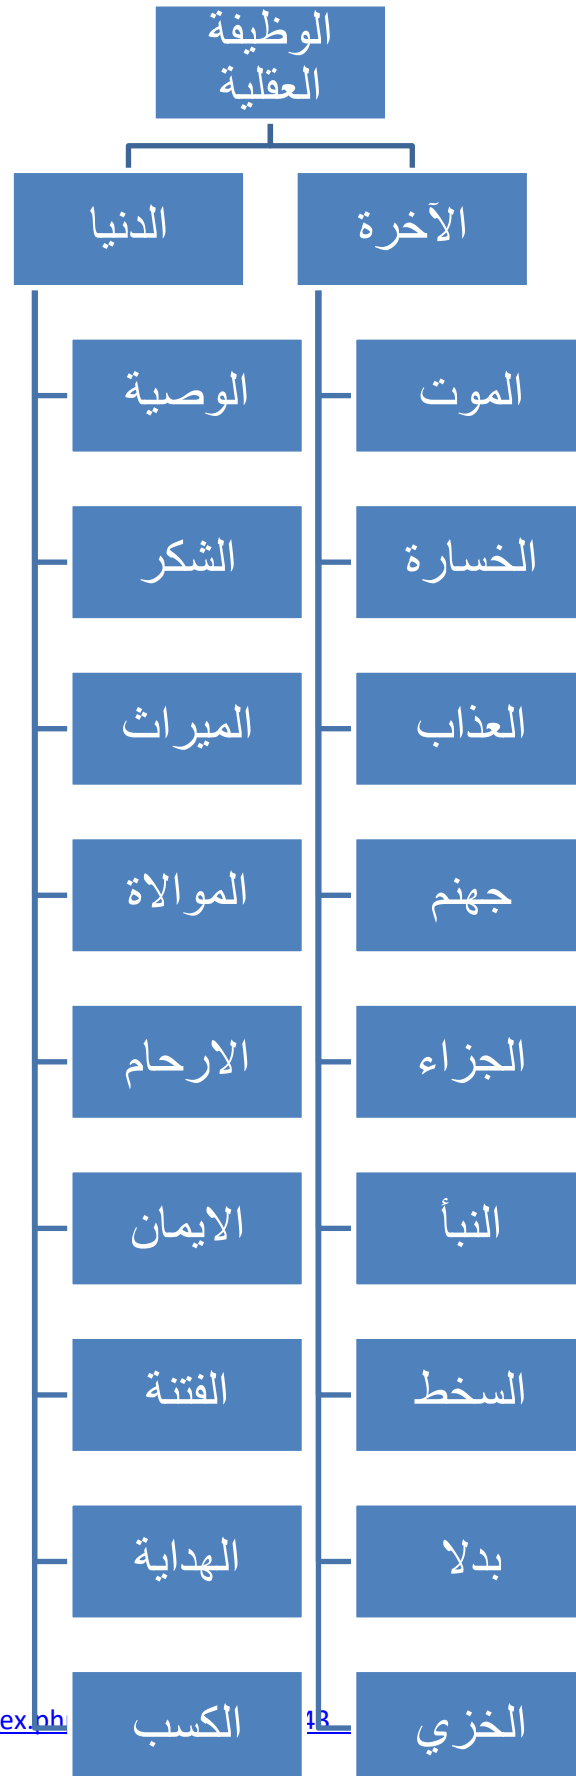 الوظيفة
العقلية
الآخرة
الدنيا
الموت
الوصية
الخسارة
الشكر
العذاب
الميراث
جهنم
الموالاة
الجزاء
الارحام
النبأ
الايمان
السخط
الفتنة
بدلا
الهداية
الخزي
الكسب